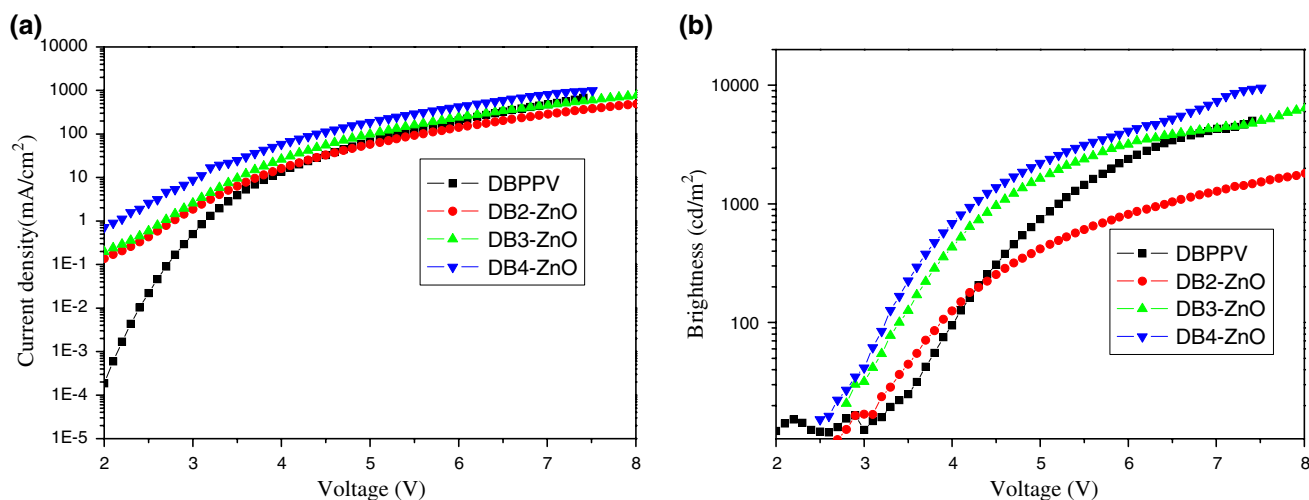 (a)
Current density(mA/cm²)
10000
1000
100
10
1
1E-1
1E-2
1E-3
1E-4
1E-5
2 3 4 5 6 7 8
Voltage (V)
DBPPV
DB2-ZnO
DB3-ZnO
DB4-ZnO
(b)
Brightness (cd/m²)
10000
1000
100
2 3 4 5 6 7 8
Voltage (V)
DBPPV
DB2-ZnO
DB3-ZnO
DB4-ZnO